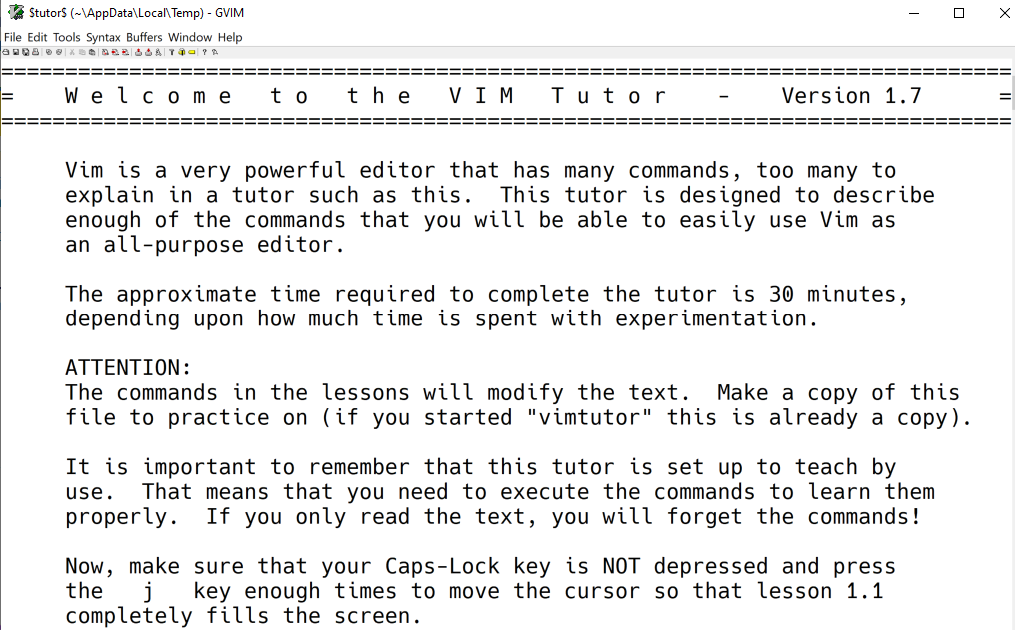 $tutor$ (~\AppData\Local\Temp) - GVIM
File Edit Tools Syntax Buffers Window Help
===============================================================================
=    W e l c o m e   t o   t h e   V I M   T u t o r    -    Version 1.7      =
===============================================================================
Vim is a very powerful editor that has many commands, too many to
explain in a tutor such as this.  This tutor is designed to describe
enough of the commands that you will be able to easily use Vim as
an all-purpose editor.
The approximate time required to complete the tutor is 30 minutes,
depending upon how much time is spent with experimentation.
ATTENTION:
The commands in the lessons will modify the text.  Make a copy of this
file to practice on (if you started "vimtutor" this is already a copy).
It is important to remember that this tutor is set up to teach by
use.  That means that you need to execute the commands to learn them
properly.  If you only read the text, you will forget the commands!
Now, make sure that your Caps-Lock key is NOT depressed and press
the   j   key enough times to move the cursor so that lesson 1.1
completely fills the screen.